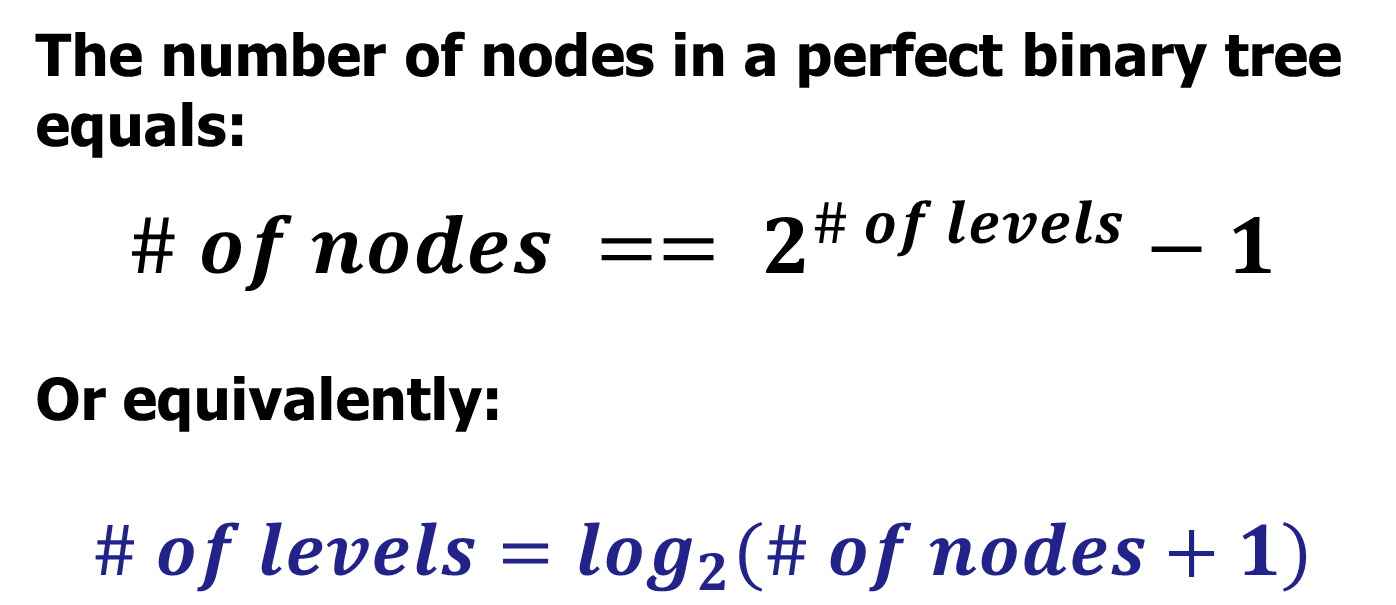 The number of nodes in a perfect binary tree
equals:
# of nodes == 2^# of levels − 1
Or equivalently:
# of levels = log₂(# of nodes + 1)